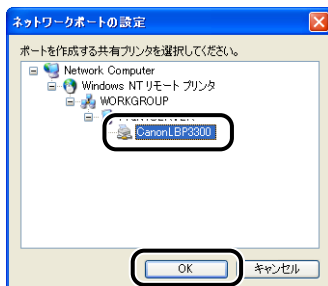 ネットワークポートの設定
ポートを作成する共有プリンタを選択してください。
Network Computer
Windows NTリモート プリンタ
WORKGROUP
CanonLBP3300
OK
キャンセル